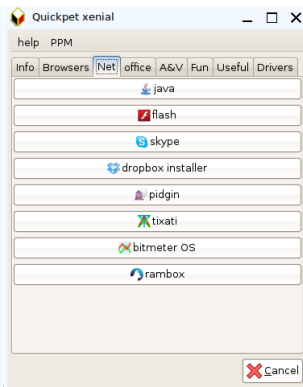 Quickpet xenial
help PPM
Info Browsers Net office A&V Fun Useful Drivers
java
flash
skype
dropbox installer
pidgin
tixati
bitmeter OS
rambox
Cancel